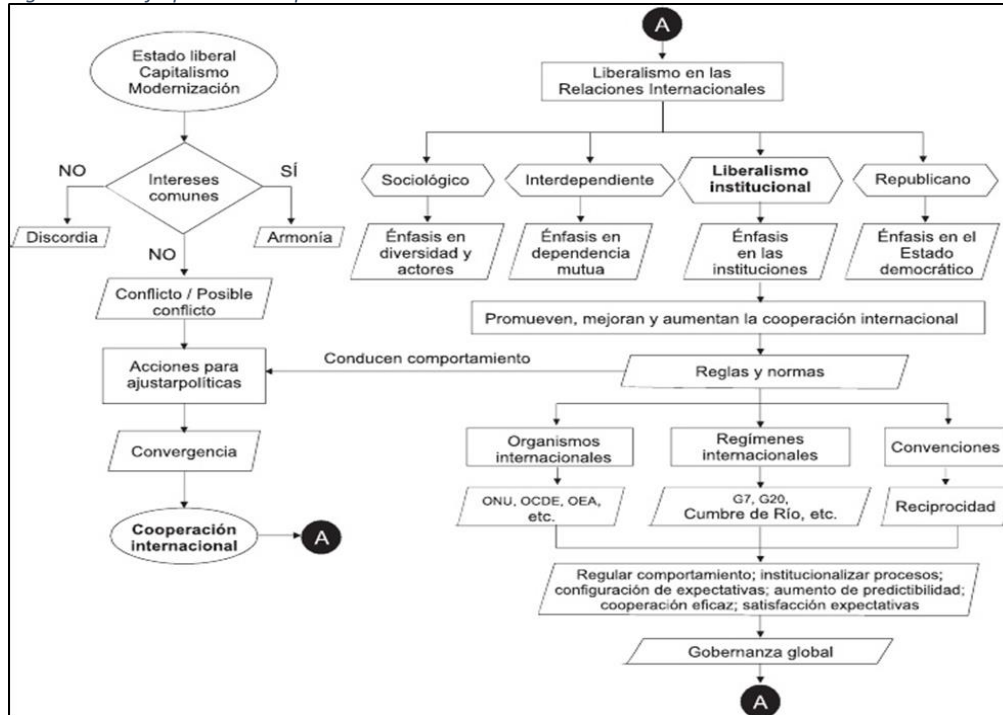 Estado liberal
Capitalismo
Modernización
NO
Intereses
comunes
SÍ
Discordia
Armonía
NO
Conflicto / Posible
conflicto
Acciones para
ajustarpolíticas
Convergencia
Cooperación
internacional
A
A
Liberalismo en las
Relaciones Internacionales
Sociológico
Interdependiente
Liberalismo
institucional
Republicano
Énfasis en
diversidad y
actores
Énfasis en
dependencia
mutua
Énfasis
en las
instituciones
Énfasis en el
Estado
democrático
Promueven, mejoran y aumentan la cooperación internacional
Conducen comportamiento
Reglas y normas
Organismos
internacionales
Regímenes
internacionales
Convenciones
ONU, OCDE, OEA,
etc.
G7, G20,
Cumbre de Río, etc.
Reciprocidad
Regular comportamiento; institucionalizar procesos;
configuración de expectativas; aumento de predictibilidad;
cooperación eficaz; satisfacción expectativas
Gobernanza global
A